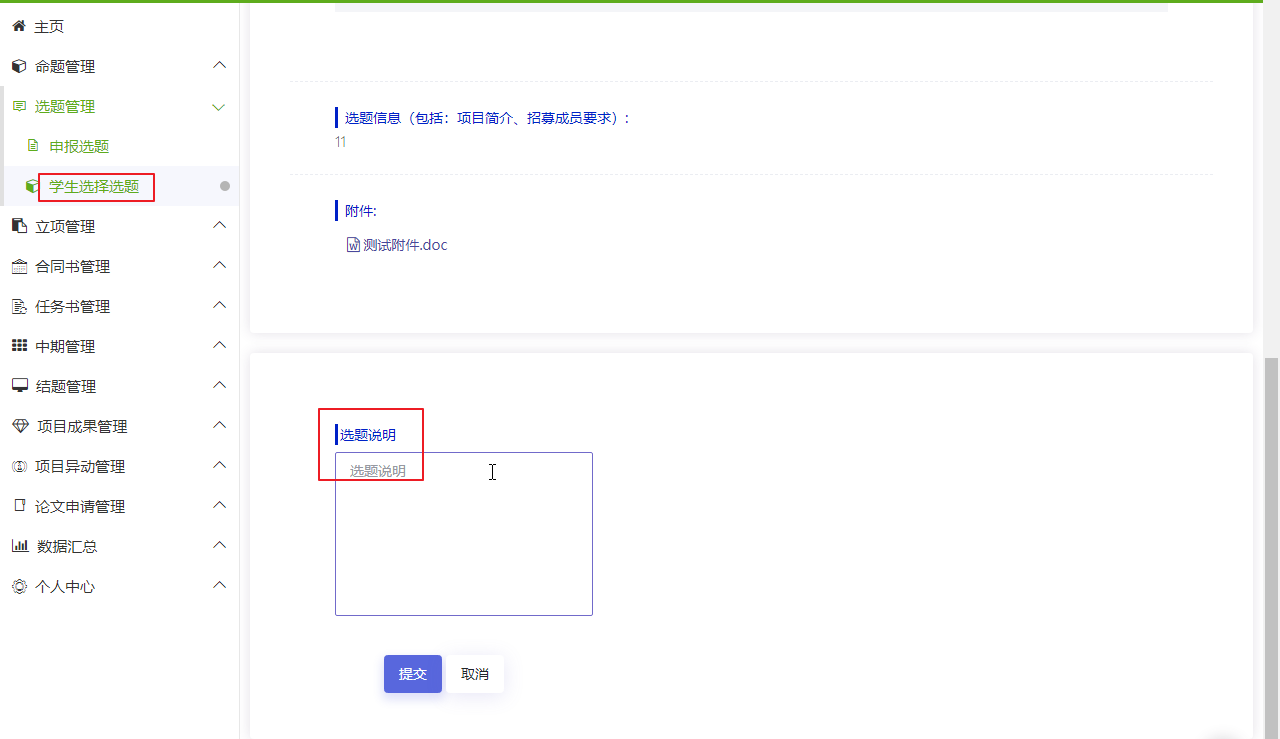 主页
命题管理
选题管理
申报选题
学生选择选题
立项管理
合同书管理
任务书管理
中期管理
结题管理
项目成果管理
项目异动管理
论文申请管理
数据汇总
个人中心
选题信息（包括：项目简介、招募成员要求）:
11
附件:
测试附件.doc
选题说明
选题说明
提交
取消